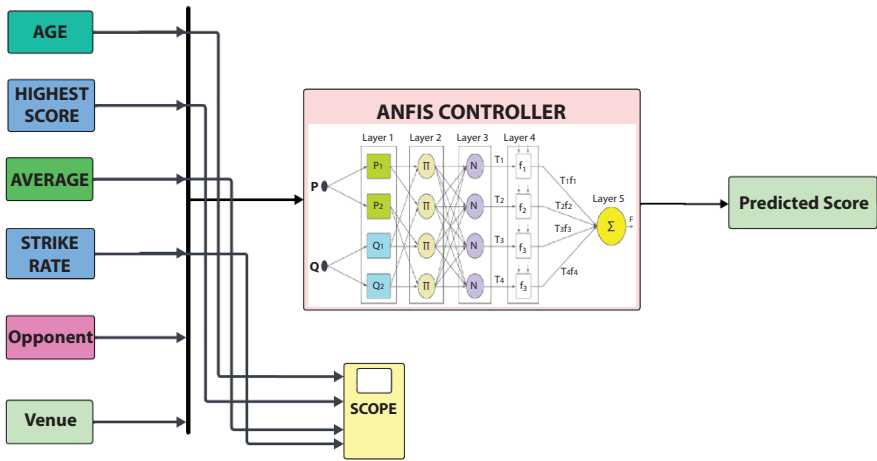 AGE
HIGHEST
SCORE
AVERAGE
STRIKE
RATE
Opponent
Venue
ANFIS CONTROLLER
Layer 1
Layer 2
Layer 3
Layer 4
Layer 5
P
Q
P1
P2
Q1
Q2
Π
Π
Π
Π
N
N
N
N
T1
T2
T3
T4
f1
f2
f3
f3
T1f1
T2f2
T3f3
T4f4
Σ
F
Predicted Score
SCOPE